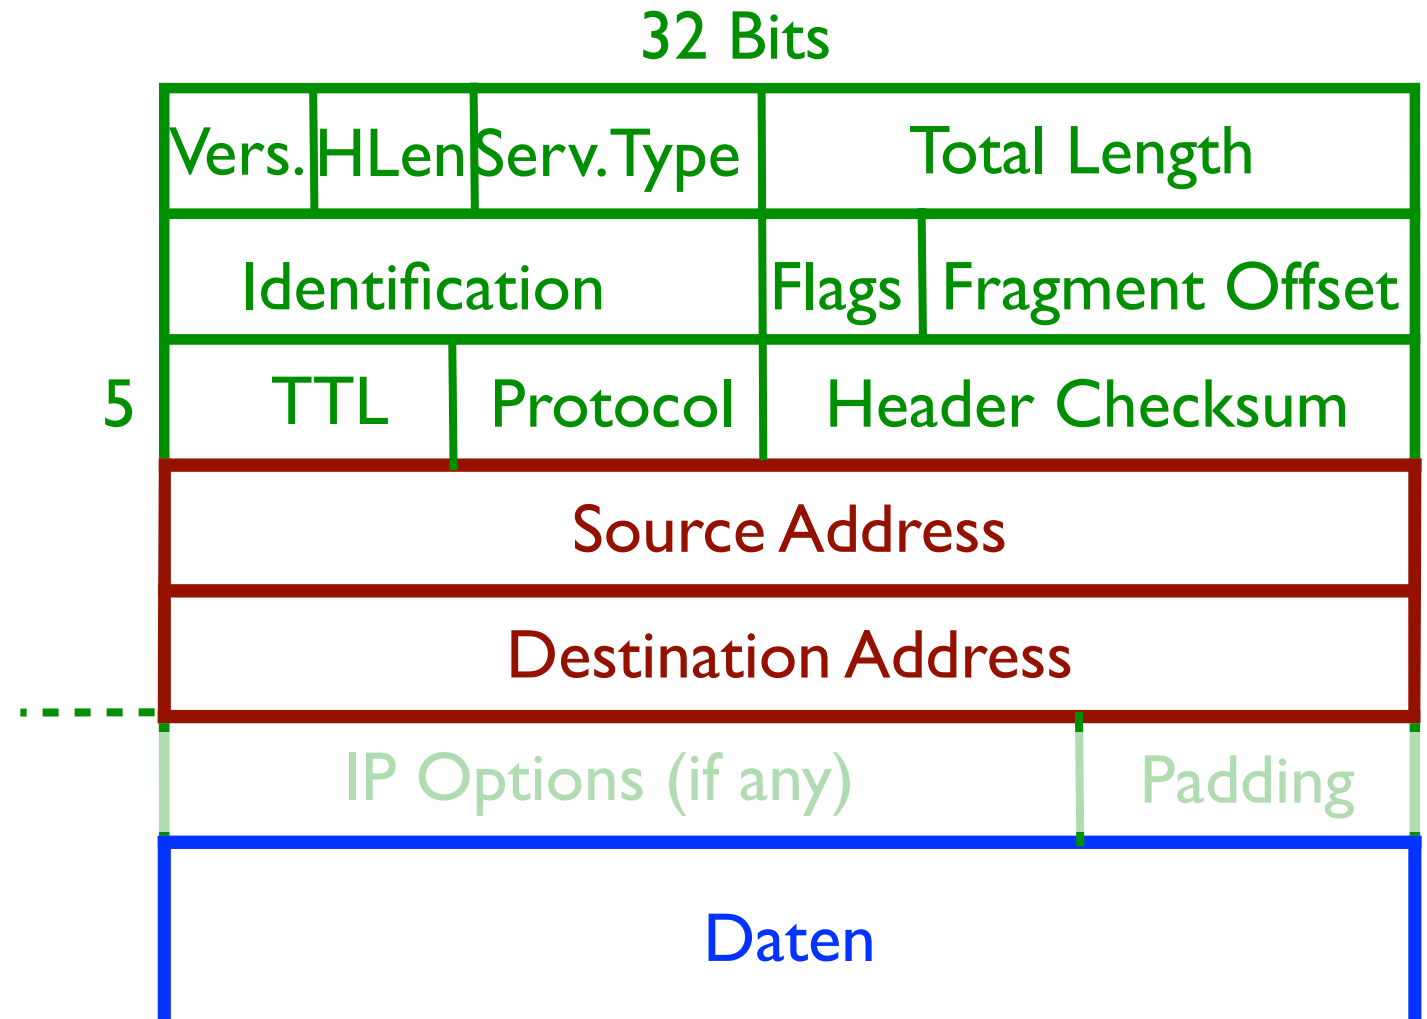 32 Bits
Vers. HLen Serv. Type Total Length
Identification Flags Fragment Offset
5 TTL Protocol Header Checksum
Source Address
Destination Address
IP Options (if any) Padding
Daten